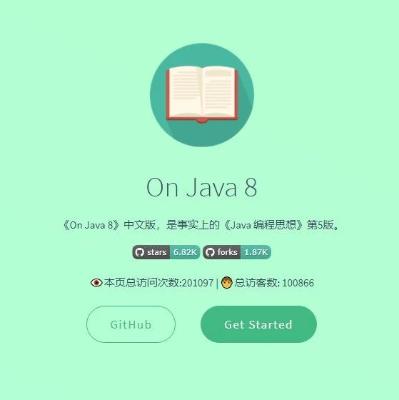 On Java 8
《On Java 8》中文版，是事实上的《Java 编程思想》第5版。
stars 6.82K forks 1.87K
本页总访问次数:201097 | 总访客数: 100866
GitHub Get Started